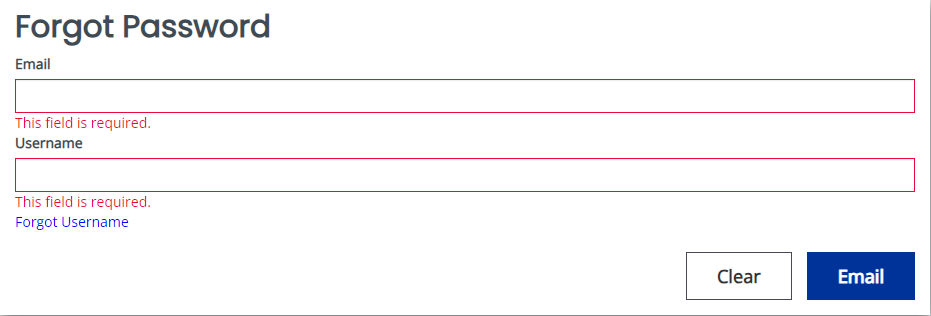 Forgot Password
Email
This field is required.
Username
This field is required.
Forgot Username
Clear Email